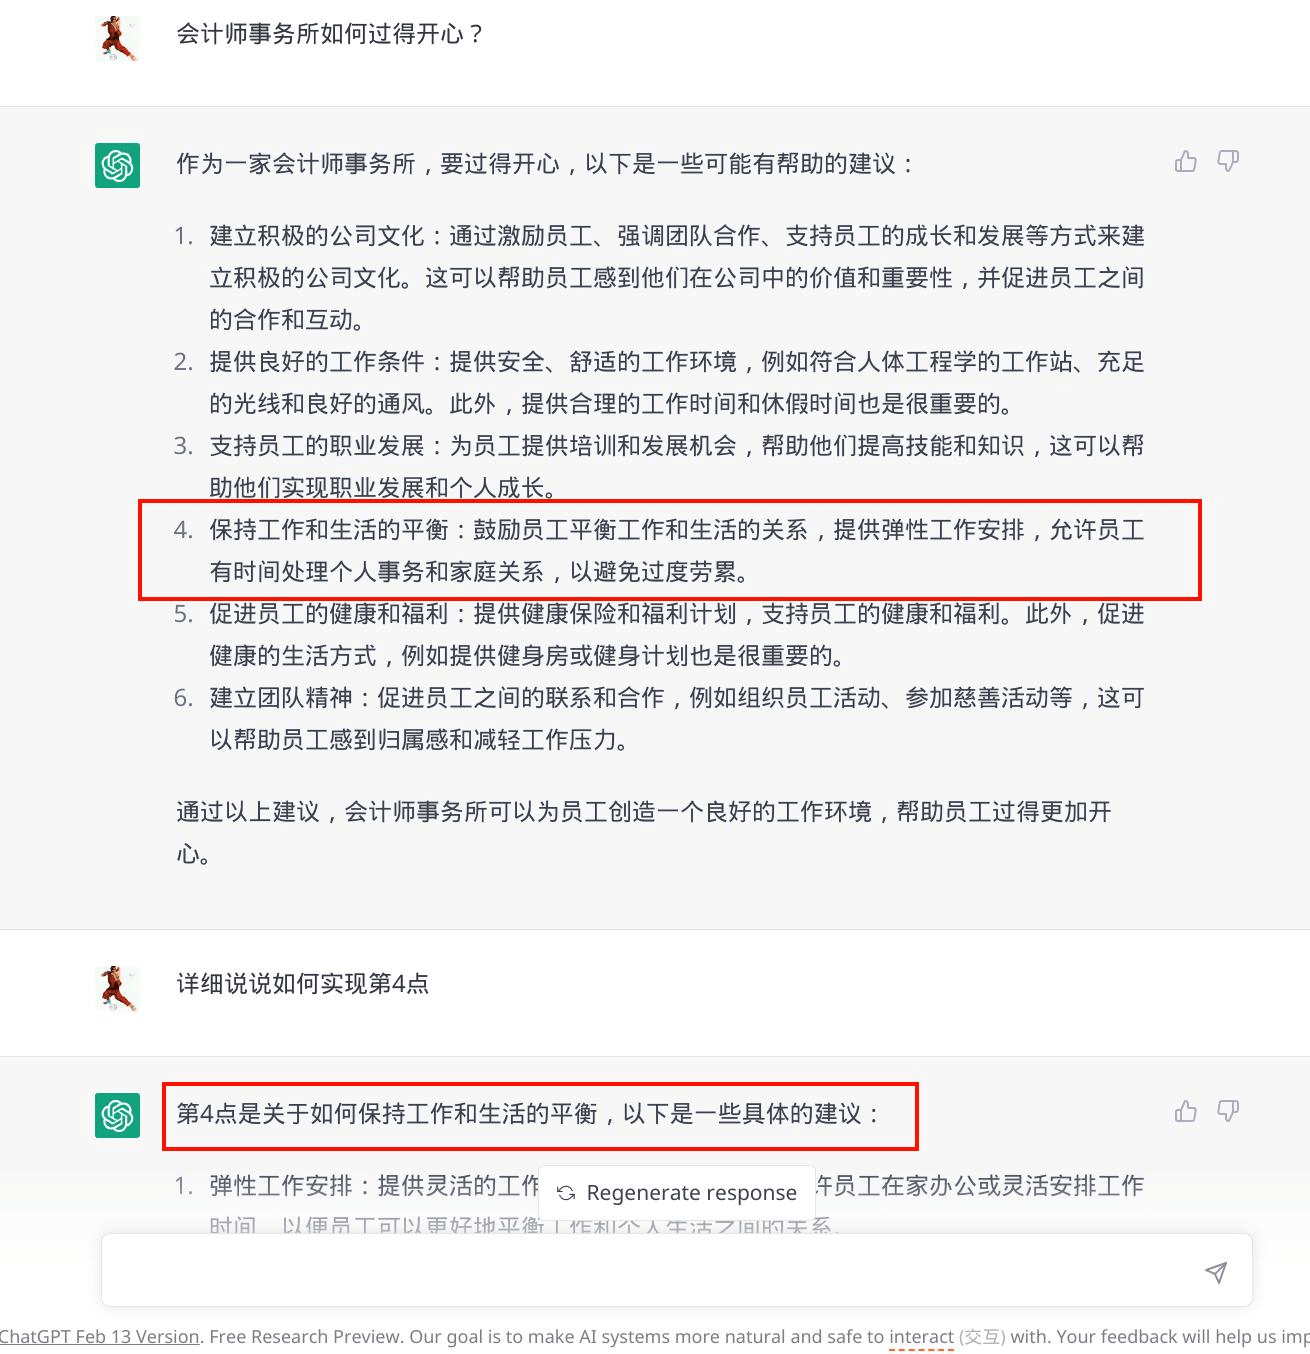 会计师事务所如何过得开心？
作为一家会计师事务所，要过得开心，以下是一些可能有帮助的建议：
1. 建立积极的公司文化：通过激励员工、强调团队合作、支持员工的成长和发展等方式来建
立积极的公司文化。这可以帮助员工感到他们在公司中的价值和重要性，并促进员工之间
的合作和互动。
2. 提供良好的工作条件：提供安全、舒适的工作环境，例如符合人体工程学的工作站、充足
的光线和良好的通风。此外，提供合理的工作时间和休假时间也是很重要的。
3. 支持员工的职业发展：为员工提供培训和发展机会，帮助他们提高技能和知识，这可以帮
助他们实现职业发展和个人成长。
4. 保持工作和生活的平衡：鼓励员工平衡工作和生活的关系，提供弹性工作安排，允许员工
有时间处理个人事务和家庭关系，以避免过度劳累。
5. 促进员工的健康和福利：提供健康保险和福利计划，支持员工的健康和福利。此外，促进
健康的生活方式，例如提供健身房或健身计划也是很重要的。
6. 建立团队精神：促进员工之间的联系和合作，例如组织员工活动、参加慈善活动等，这可
以帮助员工感到归属感和减轻工作压力。
通过以上建议，会计师事务所可以为员工创造一个良好的工作环境，帮助员工过得更加开
心。
详细说说如何实现第4点
第4点是关于如何保持工作和生活的平衡，以下是一些具体的建议：
1. 弹性工作安排：提供灵活的工作 许员工在家办公或灵活安排工作
Regenerate response
时间，以便员工可以更好地平衡工作和个人生活之间的关系。
ChatGPT Feb 13 Version. Free Research Preview. Our goal is to make AI systems more natural and safe to interact (交互) with. Your feedback will help us imp